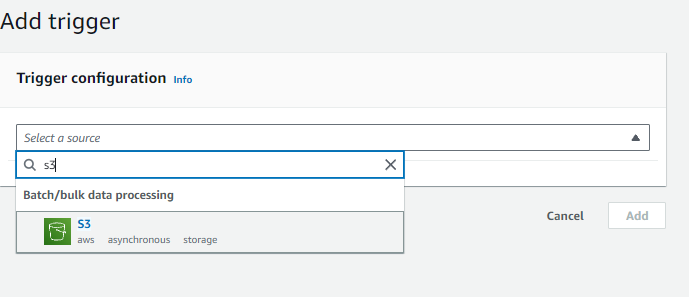 Add trigger
Trigger configuration Info
Select a source
s3
Batch/bulk data processing
S3
aws asynchronous storage
Cancel Add